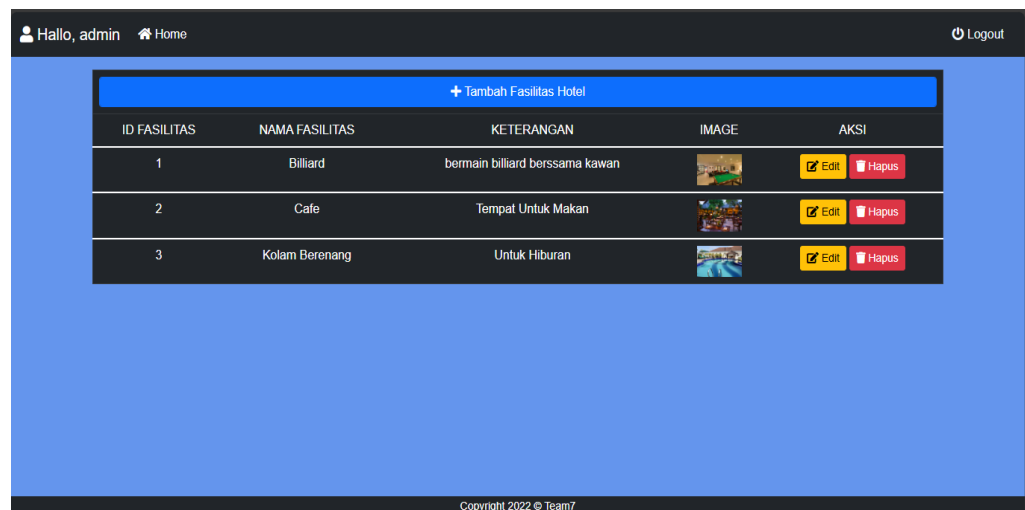 Hallo, admin Home Logout
Tambah Fasilitas Hotel
ID FASILITAS NAMA FASILITAS KETERANGAN IMAGE AKSI
1 Billiard bermain billiard berssama kawan Edit Hapus
2 Cafe Tempat Untuk Makan Edit Hapus
3 Kolam Berenang Untuk Hiburan Edit Hapus
Copyright 2022 © Team7